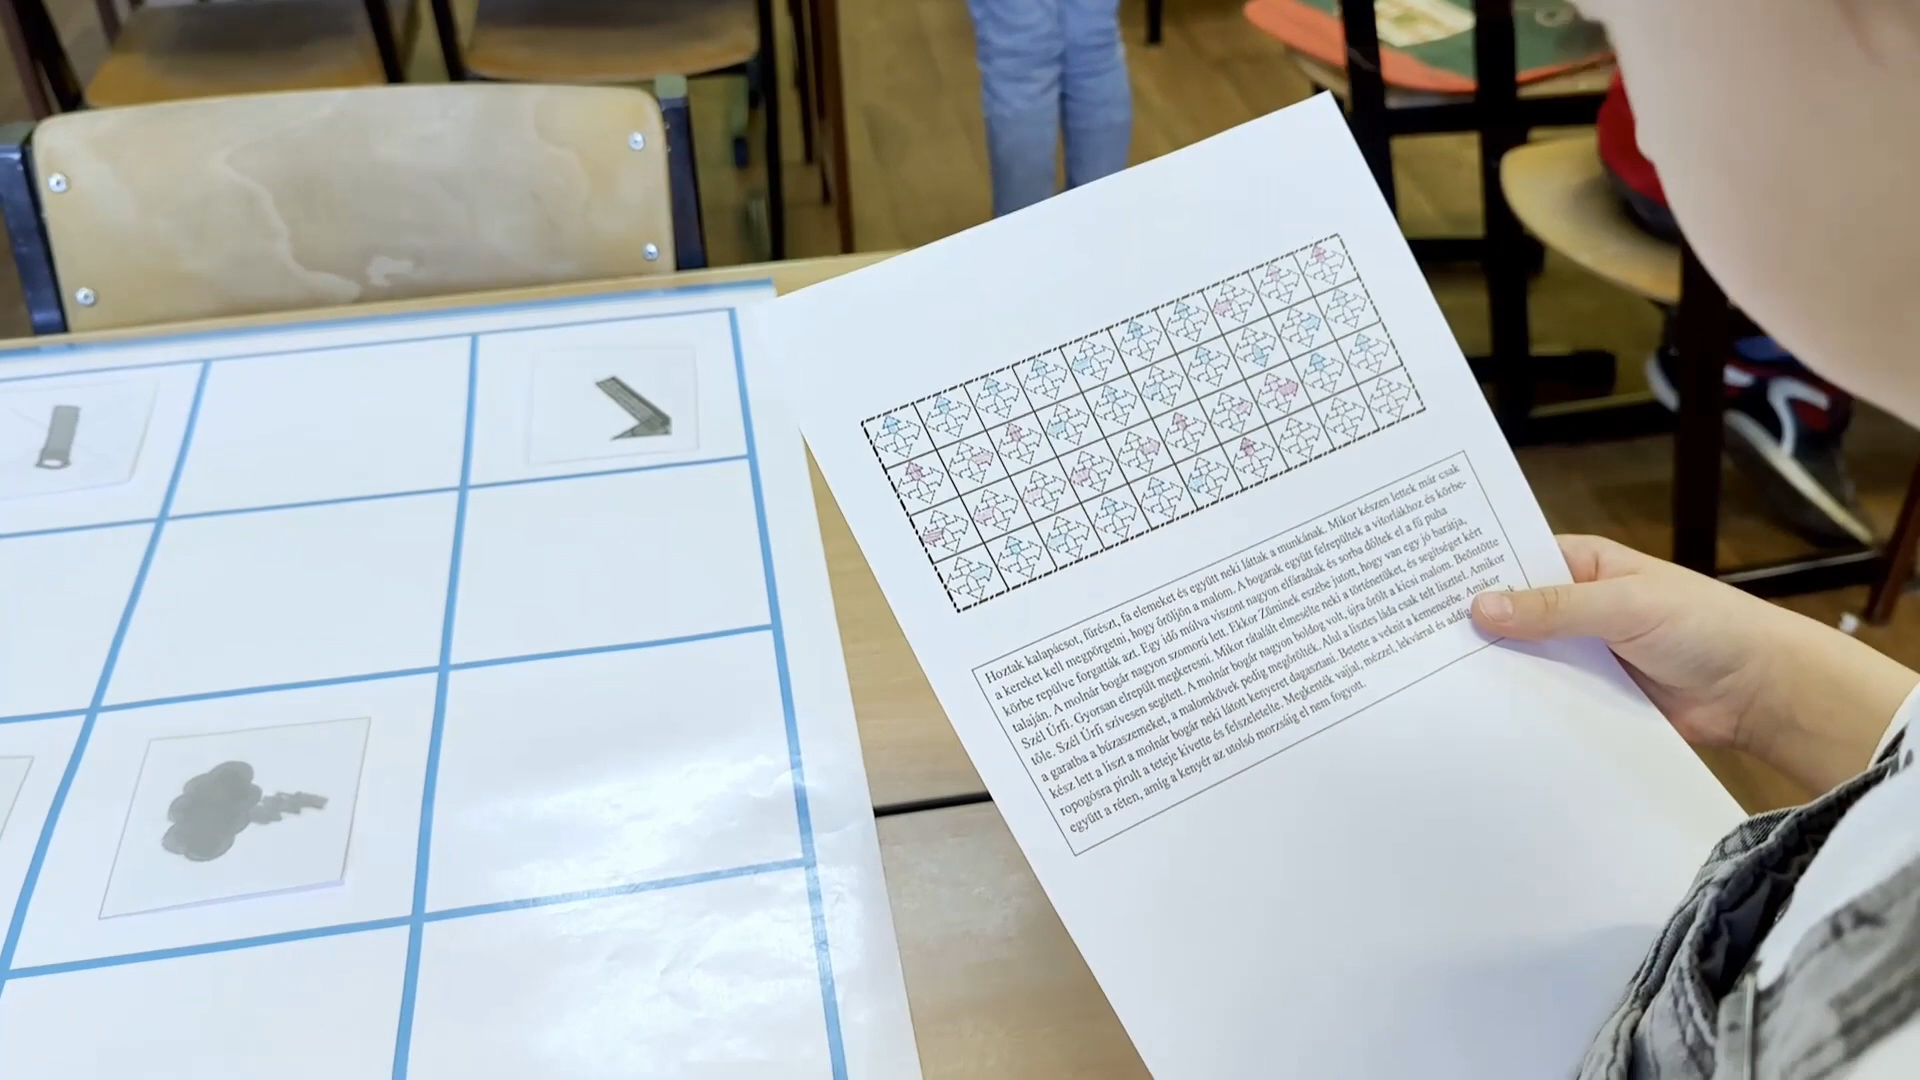 Hoztak kalapácsot, fűrészt, fa elemeket és együtt neki láttak a munkának. Mikor készen lettek már csak
a kereket kell megpörgetni, hogy őröljön a malom. A bogarak együtt felrepültek a vitorlákhoz és körbe-
körbe repülve forgatták azt. Egy idő múlva viszont nagyon elfáradtak és sorba dőltek el a fű puha
talaján. A molnár bogár nagyon szomorú lett. Ekkor Zűminek eszébe jutott, hogy van egy jó barátja,
Szél Úrfi. Gyorsan elrepült megkeresni. Mikor rátalált elmesélte neki a történetüket, és segítséget kért
tőle. Szél Úrfi szívesen segített. A molnár bogár nagyon boldog volt, újra őrölt a kicsi malom. Beöntötte
a garatba a búzaszemeket, a malomkövek pedig megőrölték. Alul a lisztes láda csak telt liszttel. Amikor
kész lett a liszt a molnár bogár neki látott kenyeret dagasztani. Betette a veknit a kemencébe. Amikor
ropogósra pirult a teteje kivette és felszeletelte. Megkenték vajjal, mézzel, lekvárral és addig
együtt a réten, amíg a kenyér az utolsó morzsáig el nem fogyott.